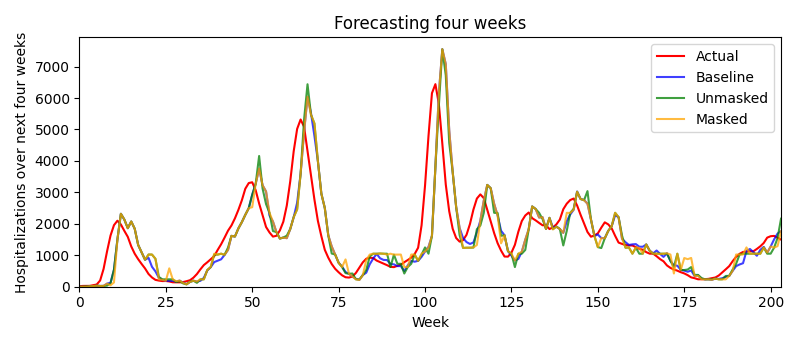 Forecasting four weeks
Hospitalizations over next four weeks
7000
6000
5000
4000
3000
2000
1000
0
Actual
Baseline
Unmasked
Masked
0 25 50 75 100 125 150 175 200
Week